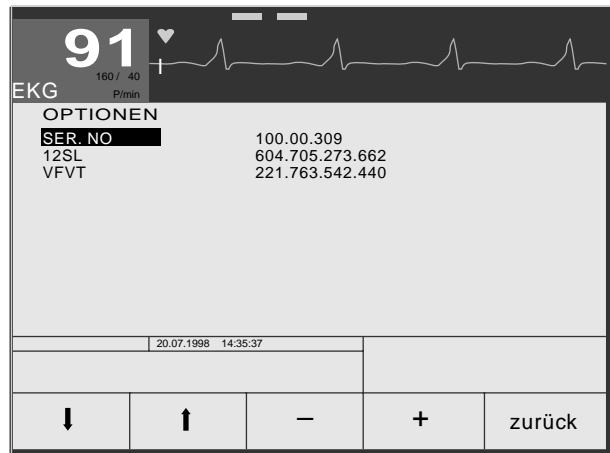 91
160 / 40
EKG P/min
OPTIONEN
SER. NO 100.00.309
12SL 604.705.273.662
VFVT 221.763.542.440
20.07.1998 14:35:37
− +
zurück